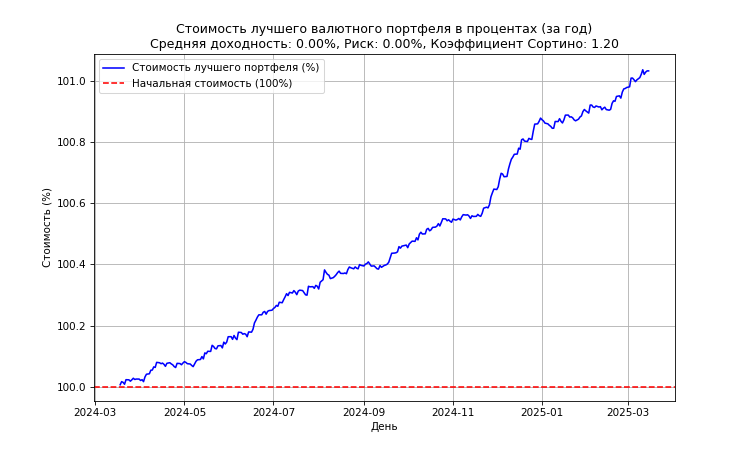 Стоимость лучшего валютного портфеля в процентах (за год)
Средняя доходность: 0.00%, Риск: 0.00%, Коэффициент Сортино: 1.20
Стоимость лучшего портфеля (%)
Начальная стоимость (100%)
Стоимость (%)
101.0
100.8
100.6
100.4
100.2
100.0
2024-03 2024-05 2024-07 2024-09 2024-11 2025-01 2025-03
День